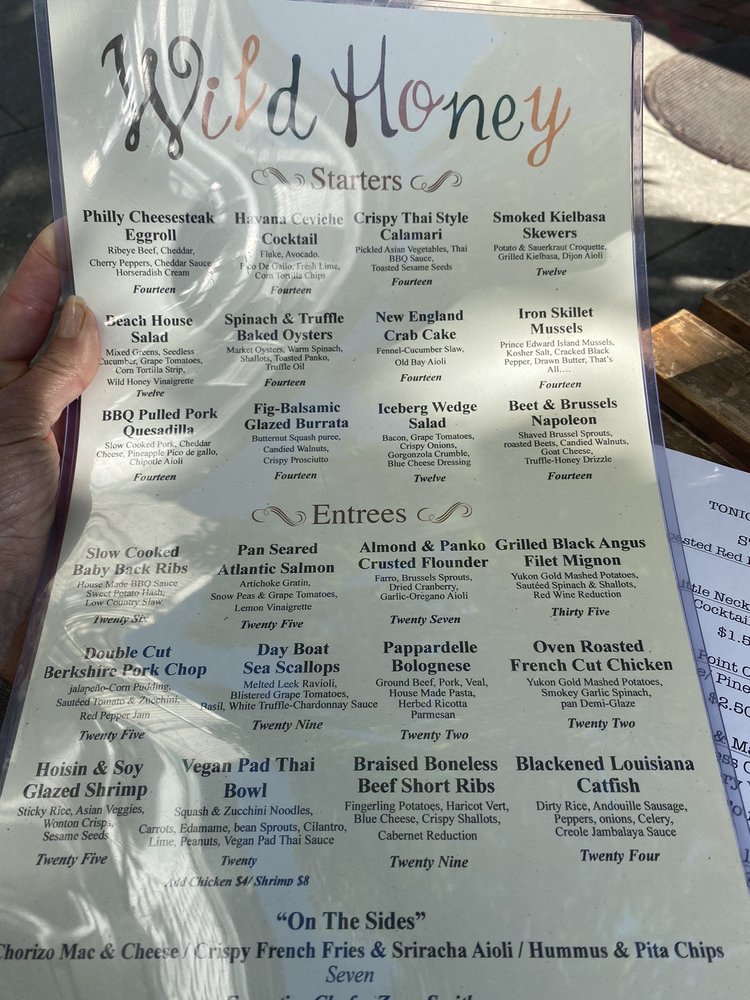 Wild Honey
Starters
Philly Cheesesteak
Eggroll
Ribeye Beef, Cheddar,
Cherry Peppers, Cheddar Sauce
Horseradish Cream
Fourteen
Havana Ceviche
Cocktail
Fluke, Avocado,
Pico De Gallo, Fresh Lime,
Corn Tortilla Chips
Fourteen
Crispy Thai Style
Calamari
Pickled Asian Vegetables, Thai
BBQ Sauce,
Toasted Sesame Seeds
Fourteen
Smoked Kielbasa
Skewers
Potato & Sauerkraut Croquette,
Grilled Kielbasa, Dijon Aioli
Twelve
Beach House
Salad
Mixed Greens, Seedless
Cucumber, Grape Tomatoes,
Corn Tortilla Strip,
Wild Honey Vinaigrette
Twelve
Spinach & Truffle
Baked Oysters
Market Oysters, Warm Spinach,
Shallots, Toasted Panko,
Truffle Oil
Fourteen
New England
Crab Cake
Fennel-Cucumber Slaw,
Old Bay Aioli
Fourteen
Iron Skillet
Mussels
Prince Edward Island Mussels,
Kosher Salt, Cracked Black
Pepper, Drawn Butter, That's
All....
Fourteen
BBQ Pulled Pork
Quesadilla
Slow Cooked Pork, Cheddar
Cheese, Pineapple Pico de gallo,
Chipotle Aioli
Fourteen
Fig-Balsamic
Glazed Burrata
Butternut Squash puree,
Candied Walnuts,
Crispy Prosciutto
Fourteen
Iceberg Wedge
Salad
Bacon, Grape Tomatoes,
Crispy Onions,
Gorgonzola Crumble,
Blue Cheese Dressing
Twelve
Beet & Brussels
Napoleon
Shaved Brussel Sprouts,
roasted Beets, Candied Walnuts,
Goat Cheese,
Truffle-Honey Drizzle
Fourteen
Entrees
Slow Cooked
Baby Back Ribs
House Made BBQ Sauce
Sweet Potato Hash,
Low Country Slaw
Twenty Six
Pan Seared
Atlantic Salmon
Artichoke Gratin,
Snow Peas & Grape Tomatoes,
Lemon Vinaigrette
Twenty Five
Almond & Panko
Crusted Flounder
Farro, Brussels Sprouts,
Dried Cranberry,
Garlic-Oregano Aioli
Twenty Seven
Grilled Black Angus
Filet Mignon
Yukon Gold Mashed Potatoes,
Sautéed Spinach & Shallots,
Red Wine Reduction
Thirty Five
Double Cut
Berkshire Pork Chop
jalapeño-Corn Pudding,
Sautéed Tomato & Zucchini,
Red Pepper Jam
Twenty Five
Day Boat
Sea Scallops
Melted Leek Ravioli,
Blistered Grape Tomatoes,
Basil, White Truffle-Chardonnay Sauce
Twenty Nine
Pappardelle
Bolognese
Ground Beef, Pork, Veal,
House Made Pasta,
Herbed Ricotta
Parmesan
Twenty Two
Oven Roasted
French Cut Chicken
Yukon Gold Mashed Potatoes,
Smokey Garlic Spinach,
pan Demi-Glaze
Twenty Two
Hoisin & Soy
Glazed Shrimp
Sticky Rice, Asian Veggies,
Wonton Crisps,
Sesame Seeds
Twenty Five
Vegan Pad Thai
Bowl
Squash & Zucchini Noodles,
Carrots, Edamame, bean Sprouts, Cilantro,
Lime, Peanuts, Vegan Pad Thai Sauce
Twenty
Add Chicken $4/ Shrimp $8
Braised Boneless
Beef Short Ribs
Fingerling Potatoes, Haricot Vert,
Blue Cheese, Crispy Shallots,
Cabernet Reduction
Twenty Nine
Blackened Louisiana
Catfish
Dirty Rice, Andouille Sausage,
Peppers, onions, Celery,
Creole Jambalaya Sauce
Twenty Four
"On The Sides"
Chorizo Mac & Cheese / Crispy French Fries & Sriracha Aioli / Hummus & Pita Chips
Seven
TONIG
Red
Neck
Cocktail
$1.5
Point
$2.50